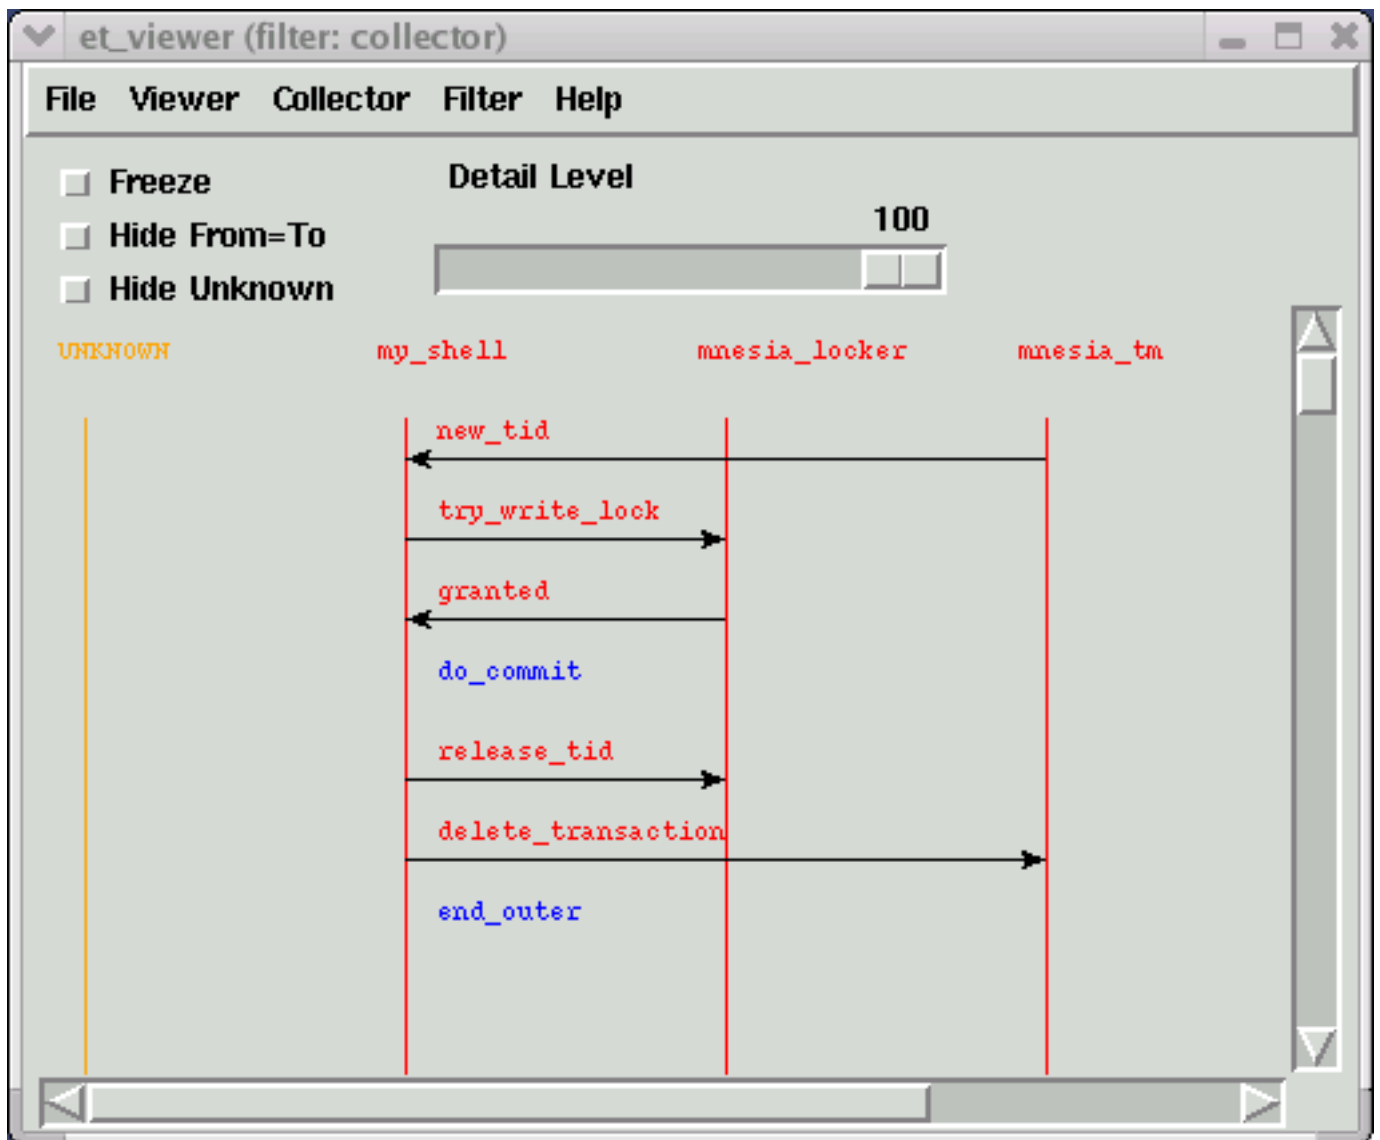 et_viewer (filter: collector)
File Viewer Collector Filter Help
Freeze
Detail Level
Hide From=To
100
Hide Unknown
UNKNOWN my_shell mnesia_locker mnesia_tm
new_tid
try_write_lock
granted
do_commit
release_tid
delete_transaction
end_outer